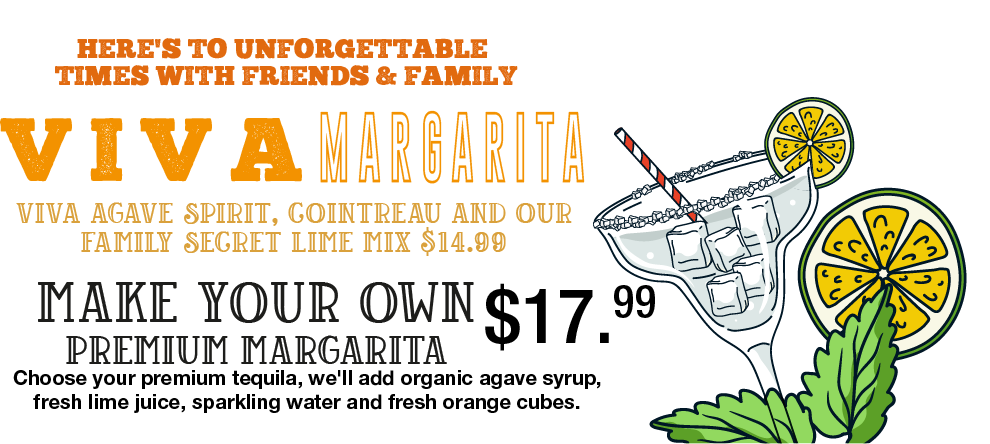 HERE'S TO UNFORGETTABLE
TIMES WITH FRIENDS & FAMILY
VIVA MARGARITA
VIVA AGAVE SPIRIT, COINTREAU AND OUR
FAMILY SECRET LIME MIX $14.99
MAKE YOUR OWN $17.99
PREMIUM MARGARITA
Choose your premium tequila, we'll add organic agave syrup,
fresh lime juice, sparkling water and fresh orange cubes.